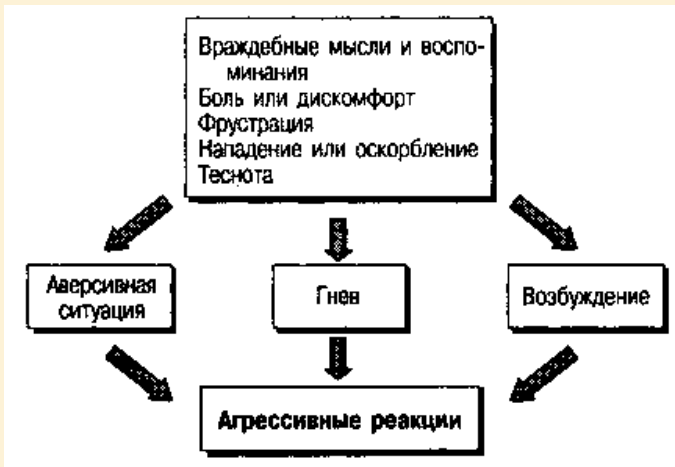 Враждебные мысли и воспо-
минания
Боль или дискомфорт
Фрустрация
Нападение или оскорбление
Теснота
Аверсивная
ситуация
Гнев
Возбуждение
Агрессивные реакции